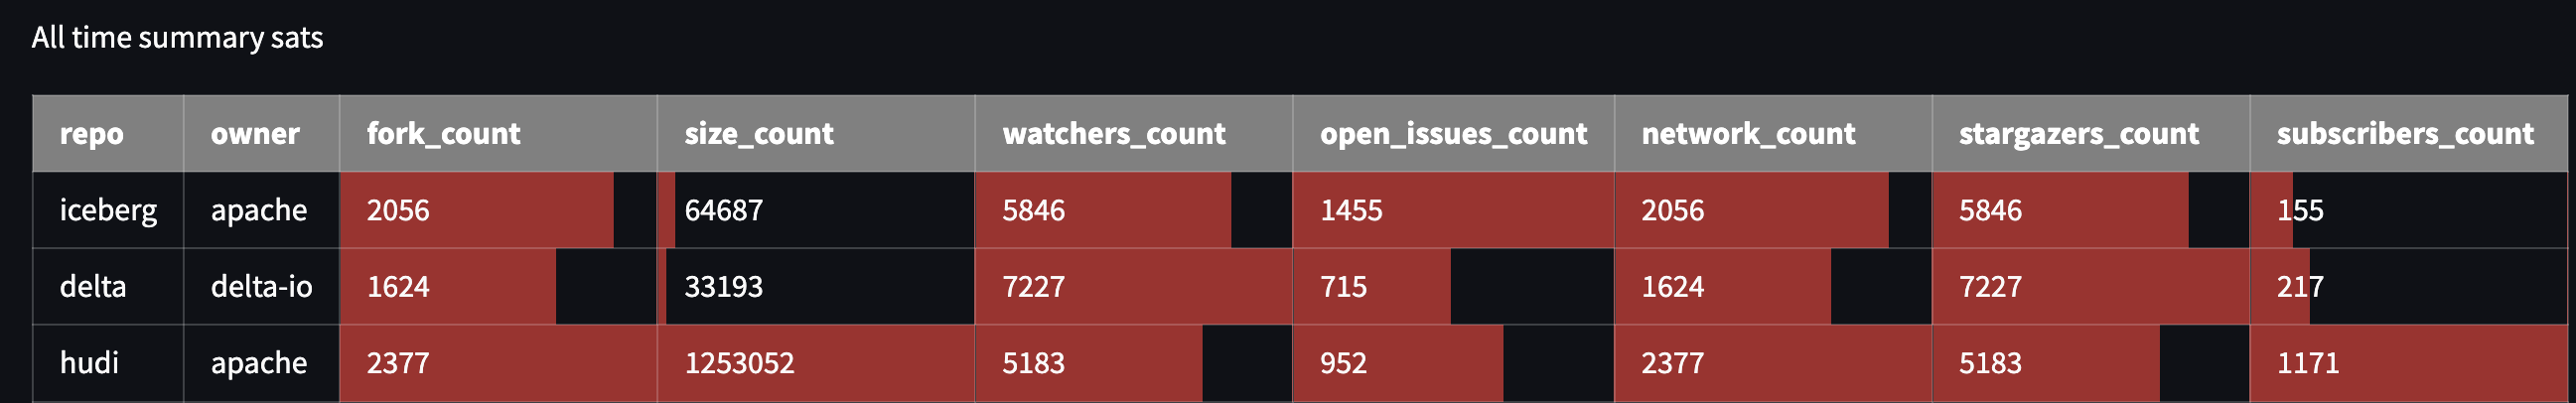 All time summary sats
repo owner fork_count size_count watchers_count open_issues_count network_count stargazers_count subscribers_count
iceberg apache 2056 64687 5846 1455 2056 5846 155
delta delta-io 1624 33193 7227 715 1624 7227 217
hudi apache 2377 1253052 5183 952 2377 5183 1171